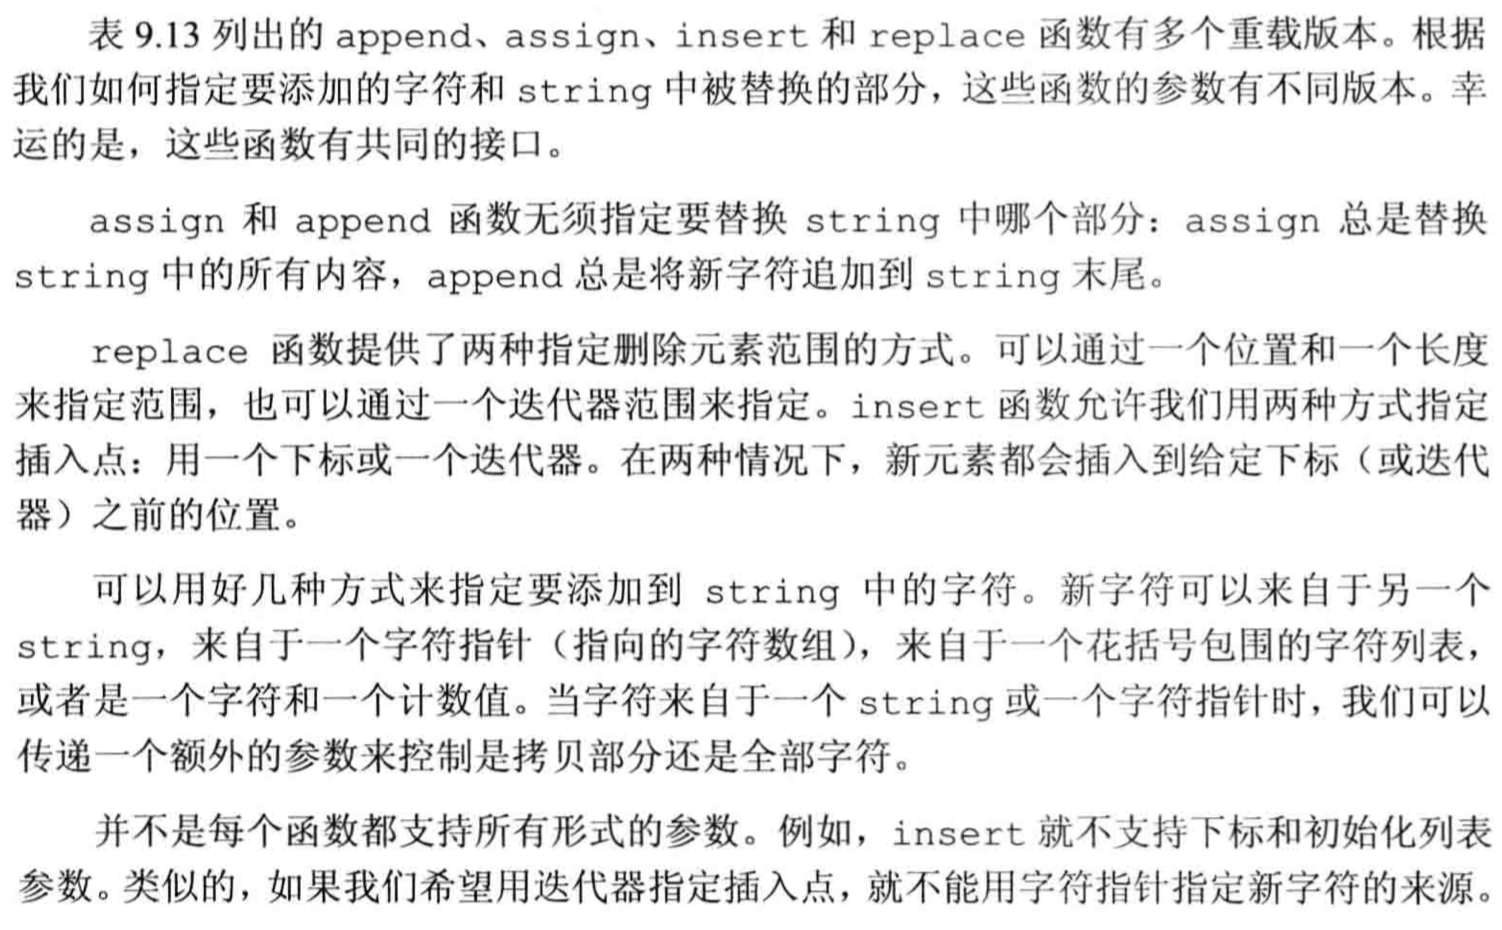 表 9.13 列出的 append、assign、insert 和 replace 函数有多个重载版本。根据
我们如何指定要添加的字符和 string 中被替换的部分，这些函数的参数有不同版本。幸
运的是，这些函数有共同的接口。
assign 和 append 函数无须指定要替换 string 中哪个部分：assign 总是替换
string 中的所有内容，append 总是将新字符追加到 string 末尾。
replace 函数提供了两种指定删除元素范围的方式。可以通过一个位置和一个长度
来指定范围，也可以通过一个迭代器范围来指定。insert 函数允许我们用两种方式指定
插入点：用一个下标或一个迭代器。在两种情况下，新元素都会插入到给定下标（或迭代
器）之前的位置。
可以用好几种方式来指定要添加到 string 中的字符。新字符可以来自于另一个
string，来自于一个字符指针（指向的字符数组），来自于一个花括号包围的字符列表，
或者是一个字符和一个计数值。当字符来自于一个 string 或一个字符指针时，我们可以
传递一个额外的参数来控制是拷贝部分还是全部字符。
并不是每个函数都支持所有形式的参数。例如，insert 就不支持下标和初始化列表
参数。类似的，如果我们希望用迭代器指定插入点，就不能用字符指针指定新字符的来源。